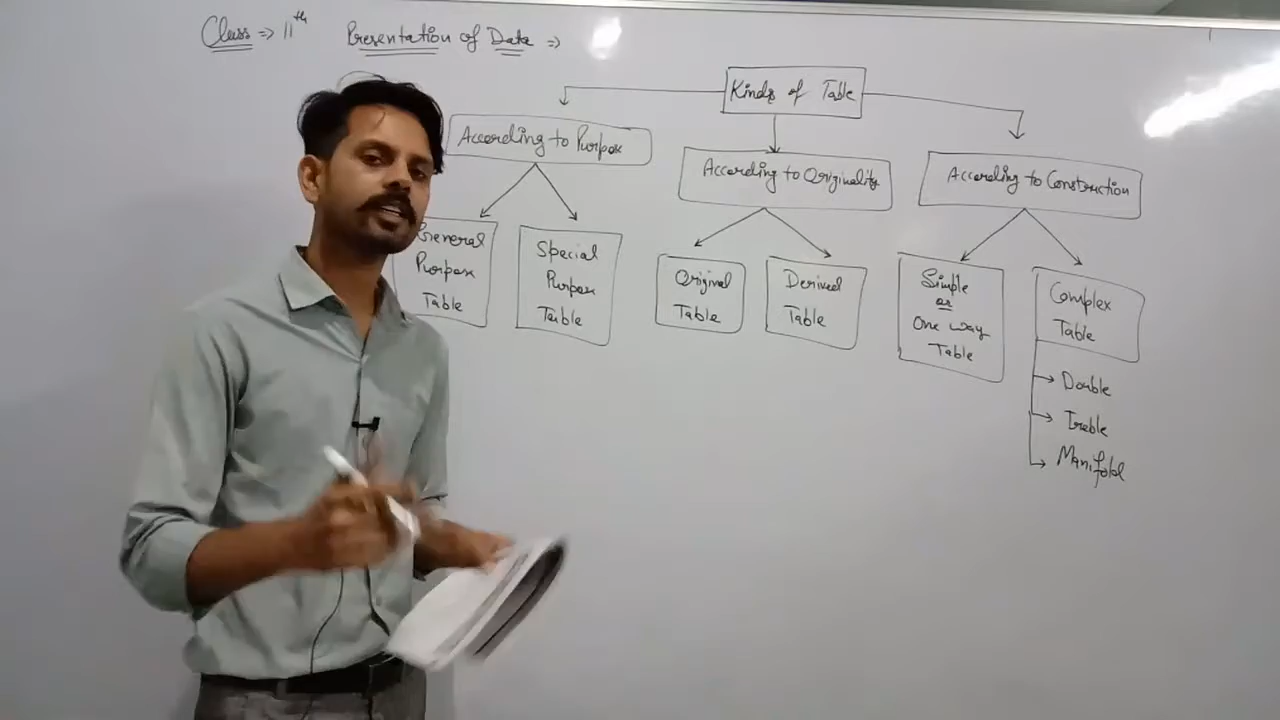 Class => 11th Presentation of Data =>
Kinds of Table
According to Purpose
According to Originality
According to Construction
General
Purpose
Table
Special
Purpose
Table
Original
Table
Derived
Table
Simple
or
One way
Table
Complex
Table
→ Double
→ Treble
→ Manifold